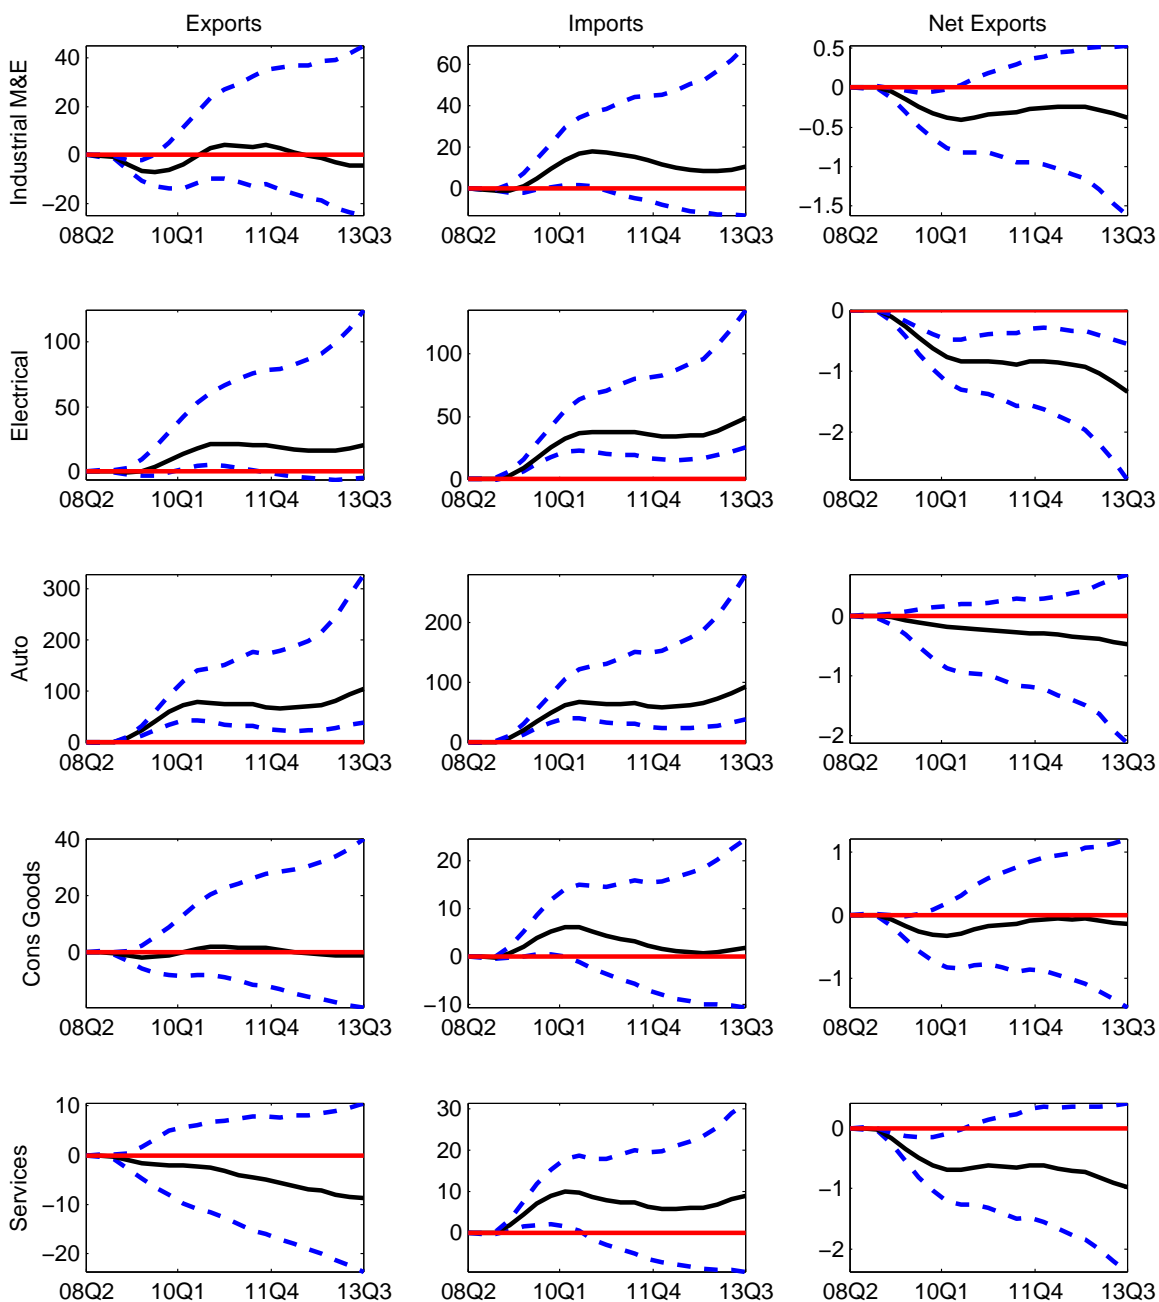 Exports Imports Net Exports
Industrial M&E
40
20
0
−20
08Q2 10Q1 11Q4 13Q3
60
40
20
0
08Q2 10Q1 11Q4 13Q3
0.5
0
−0.5
−1
−1.5
08Q2 10Q1 11Q4 13Q3
Electrical
100
50
0
08Q2 10Q1 11Q4 13Q3
100
50
0
08Q2 10Q1 11Q4 13Q3
0
−1
−2
08Q2 10Q1 11Q4 13Q3
Auto
300
200
100
0
08Q2 10Q1 11Q4 13Q3
200
100
0
08Q2 10Q1 11Q4 13Q3
0
−1
−2
08Q2 10Q1 11Q4 13Q3
Cons Goods
40
20
0
08Q2 10Q1 11Q4 13Q3
20
10
0
−10
08Q2 10Q1 11Q4 13Q3
1
0
−1
08Q2 10Q1 11Q4 13Q3
Services
10
0
−10
−20
08Q2 10Q1 11Q4 13Q3
30
20
10
0
08Q2 10Q1 11Q4 13Q3
0
−1
−2
08Q2 10Q1 11Q4 13Q3